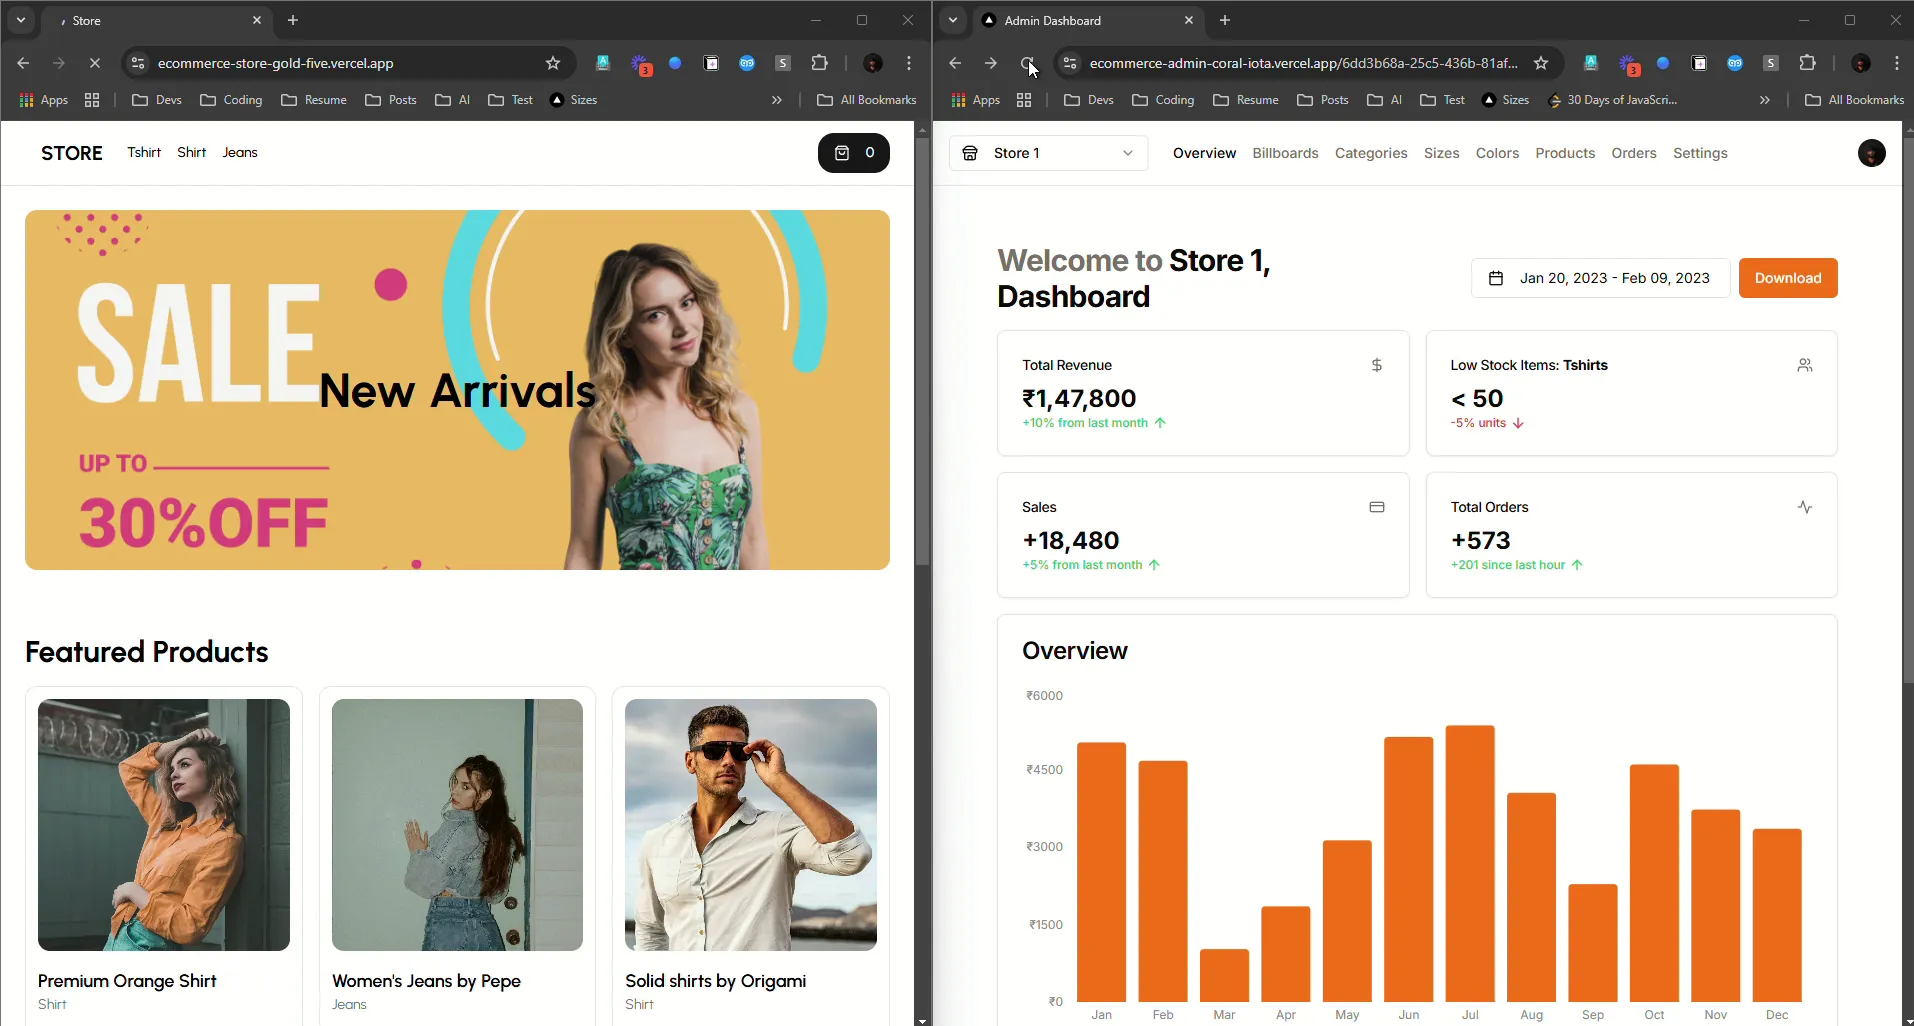 Store
ecommerce-store-gold-five.vercel.app
3
S
Apps
Devs
Coding
Resume
Posts
AI
Test
Sizes
All Bookmarks
STORE
Tshirt
Shirt
Jeans
0
SALE
New Arrivals
UP TO
30%OFF
Featured Products
Premium Orange Shirt
Shirt
Women's Jeans by Pepe
Jeans
Solid shirts by Origami
Shirt
Admin Dashboard
ecommerce-admin-coral-iota.vercel.app/6dd3b68a-25c5-436b-81af...
3
S
Apps
Devs
Coding
Resume
Posts
AI
Test
Sizes
30 Days of JavaScri...
All Bookmarks
Store 1
Overview
Billboards
Categories
Sizes
Colors
Products
Orders
Settings
Welcome to Store 1,
Dashboard
Jan 20, 2023 - Feb 09, 2023
Download
Total Revenue
₹1,47,800
+10% from last month
Low Stock Items: Tshirts
< 50
-5% units
Sales
+18,480
+5% from last month
Total Orders
+573
+201 since last hour
Overview
₹6000
₹4500
₹3000
₹1500
₹0
Jan
Feb
Mar
Apr
May
Jun
Jul
Aug
Sep
Oct
Nov
Dec